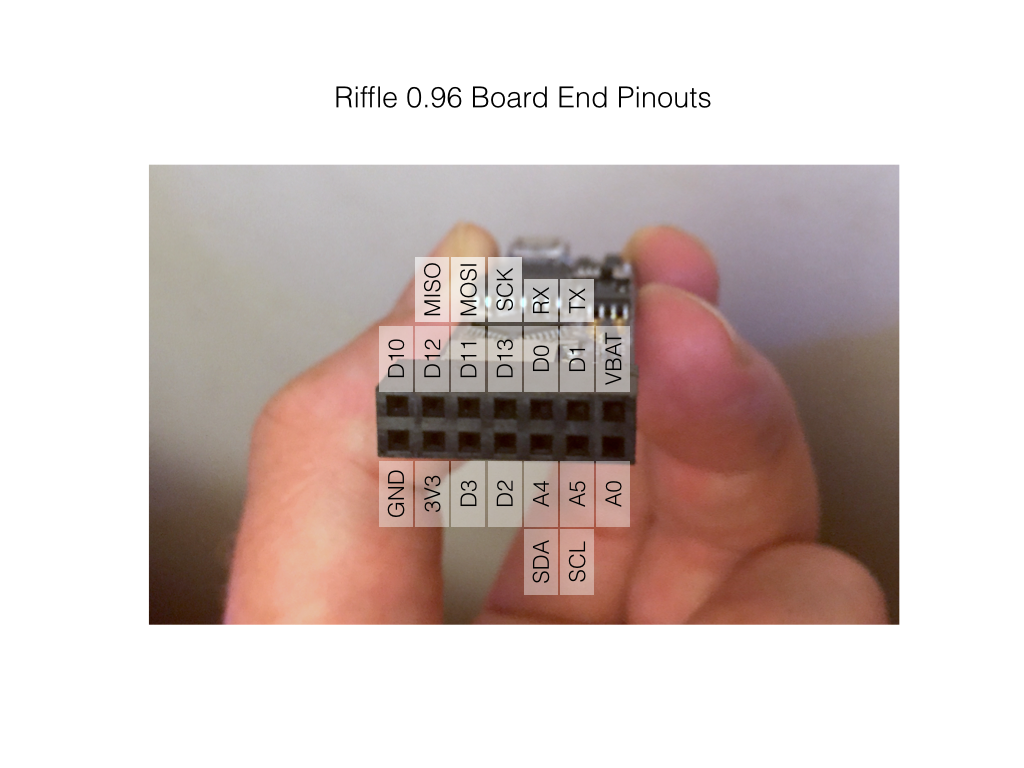 Riffle 0.96 Board End Pinouts
MISO MOSI SCK RX TX
D10 D12 D11 D13 D0 D1 VBAT
GND 3V3 D3 D2 A4 A5 A0
SDA SCL